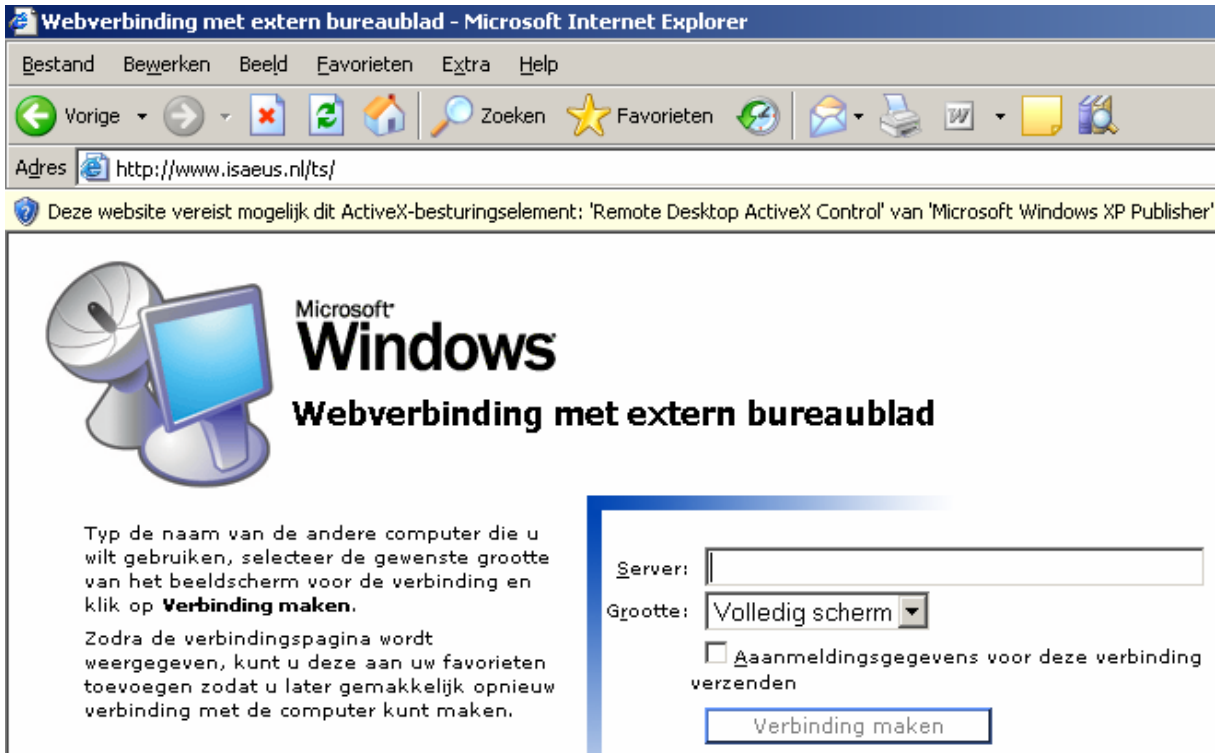 Webverbinding met extern bureaublad - Microsoft Internet Explorer
Bestand Bewerken Beeld Favorieten Extra Help
Vorige Zoeken Favorieten W
Adres http://www.isaeus.nl/ts/
Deze website vereist mogelijk dit ActiveX-besturingselement: 'Remote Desktop ActiveX Control' van 'Microsoft Windows XP Publisher'
Microsoft
Windows
Webverbinding met extern bureaublad
Typ de naam van de andere computer die u
wilt gebruiken, selecteer de gewenste grootte
van het beeldscherm voor de verbinding en
klik op Verbinding maken.
Zodra de verbindingspagina wordt
weergegeven, kunt u deze aan uw favorieten
toevoegen zodat u later gemakkelijk opnieuw
verbinding met de computer kunt maken.
Server:
Grootte: Volledig scherm
Aaanmeldingsgegevens voor deze verbinding
verzenden
Verbinding maken